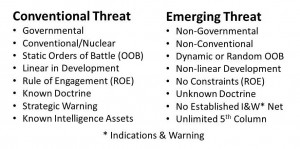 Conventional Threat
• Governmental
• Conventional/Nuclear
• Static Orders of Battle (OOB)
• Linear in Development
• Rule of Engagement (ROE)
• Known Doctrine
• Strategic Warning
• Known Intelligence Assets
Emerging Threat
• Non-Governmental
• Non-Conventional
• Dynamic or Random OOB
• Non-linear Development
• No Constraints (ROE)
• Unknown Doctrine
• No Established I&W* Net
• Unlimited 5th Column
* Indications & Warning